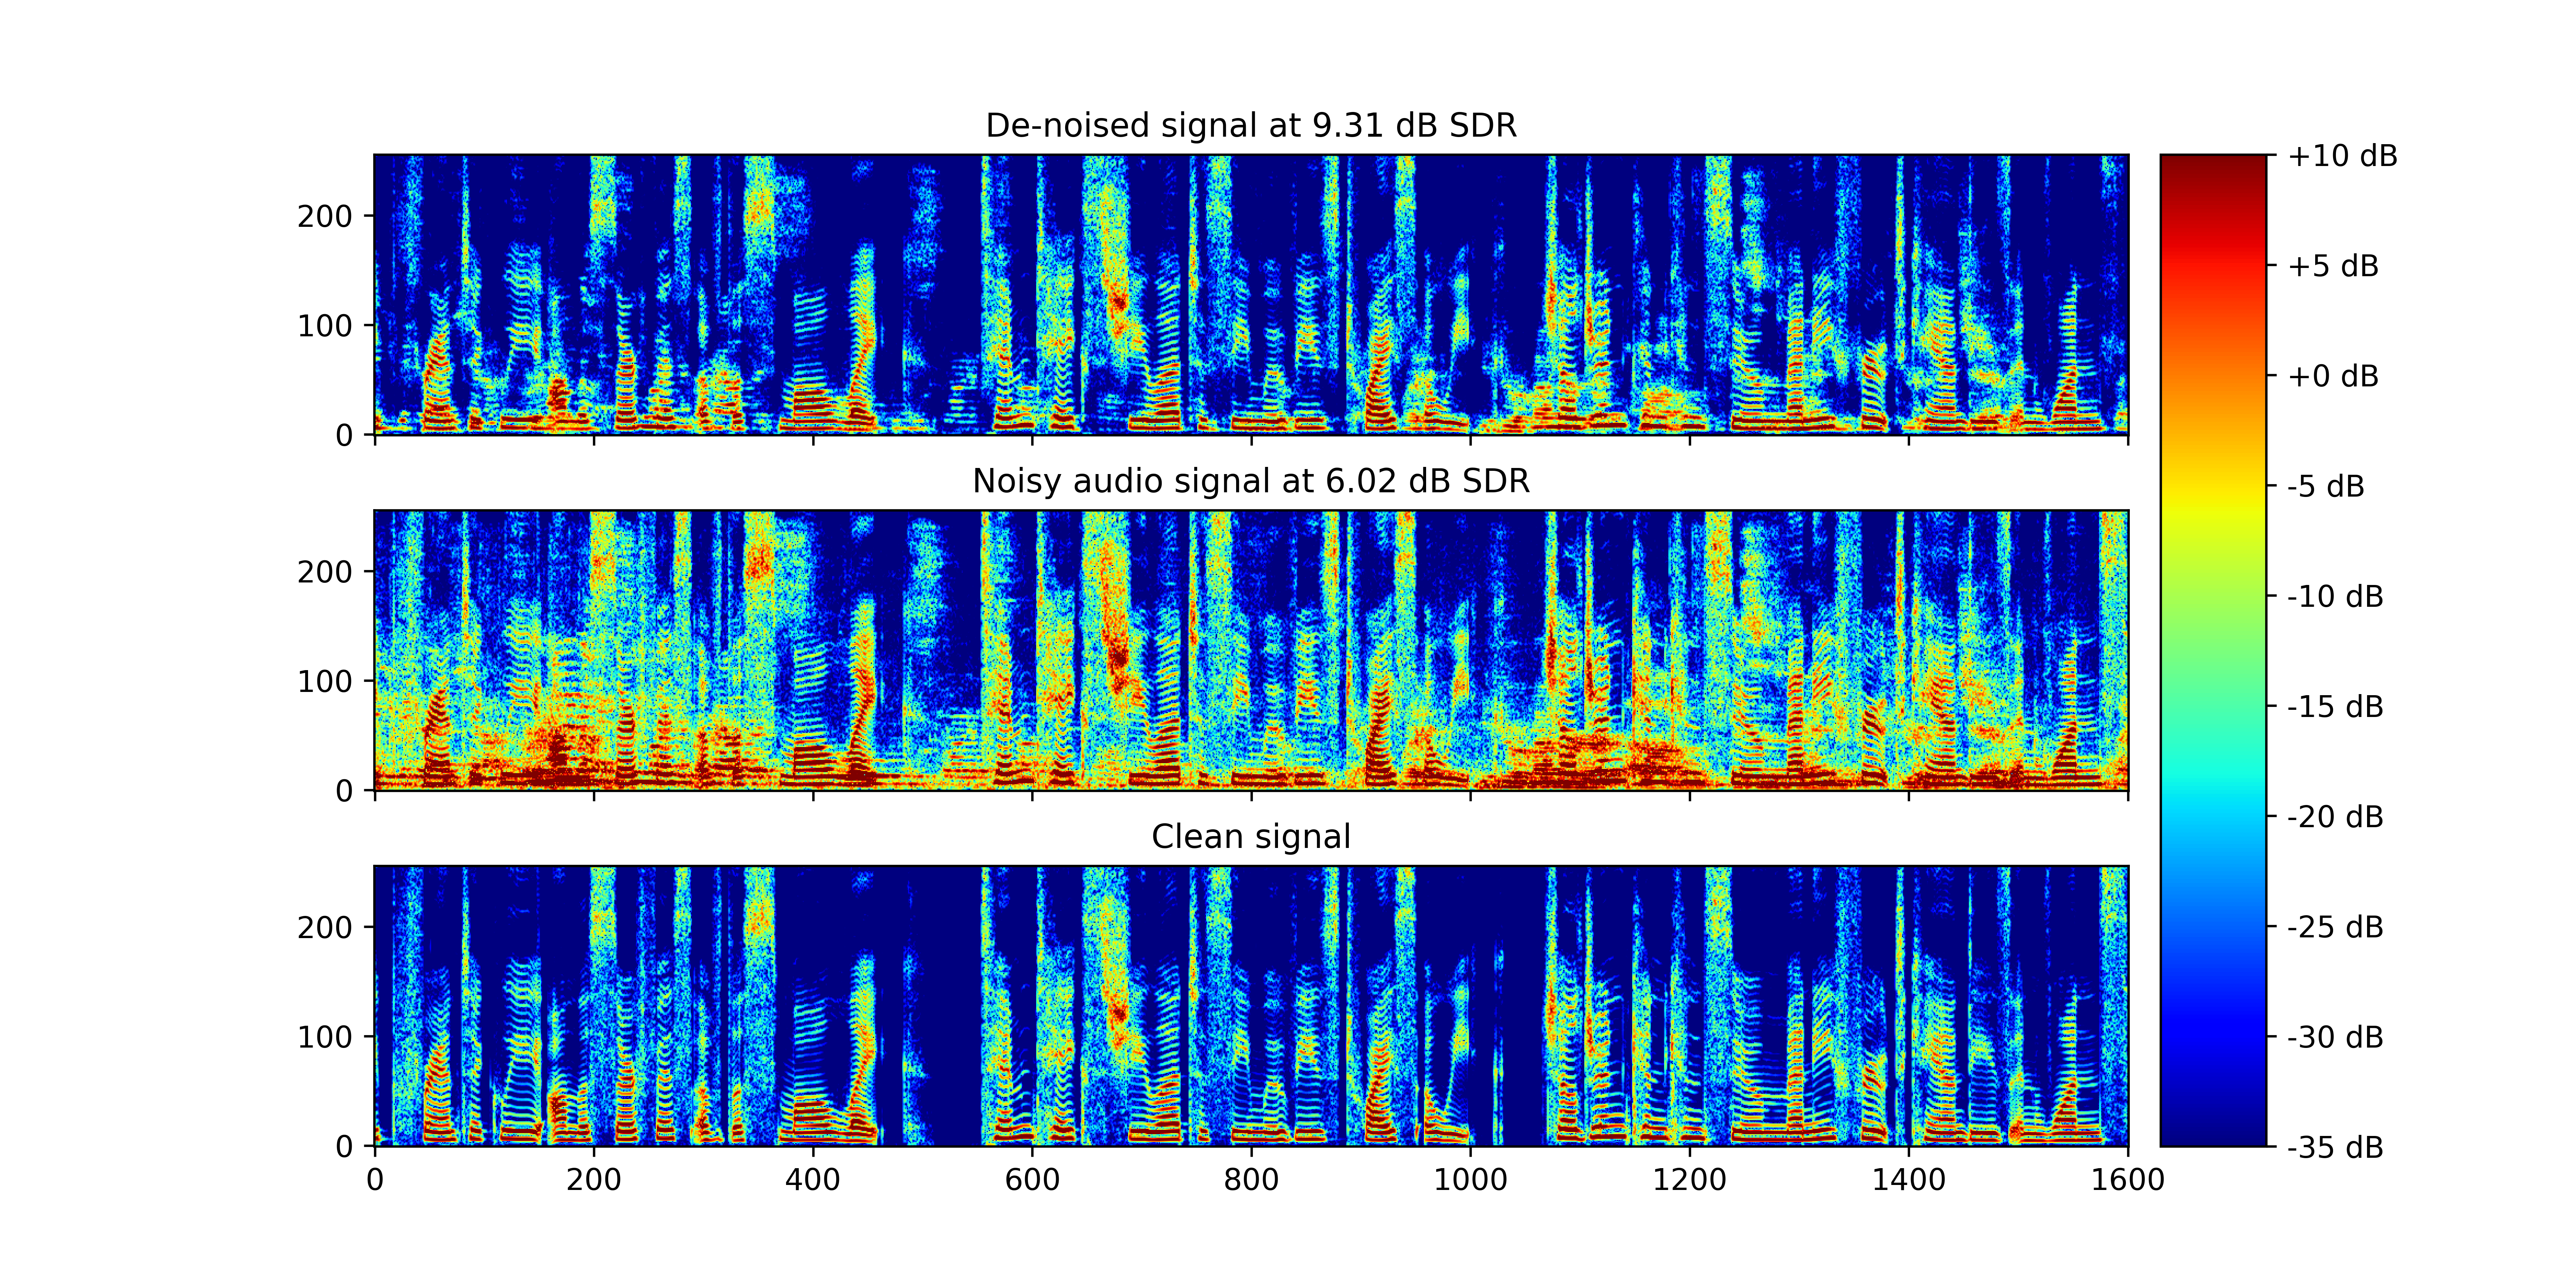 De-noised signal at 9.31 dB SDR
200
100
0
Noisy audio signal at 6.02 dB SDR
200
100
0
Clean signal
200
100
0
0 200 400 600 800 1000 1200 1400 1600
+10 dB
+5 dB
+0 dB
-5 dB
-10 dB
-15 dB
-20 dB
-25 dB
-30 dB
-35 dB